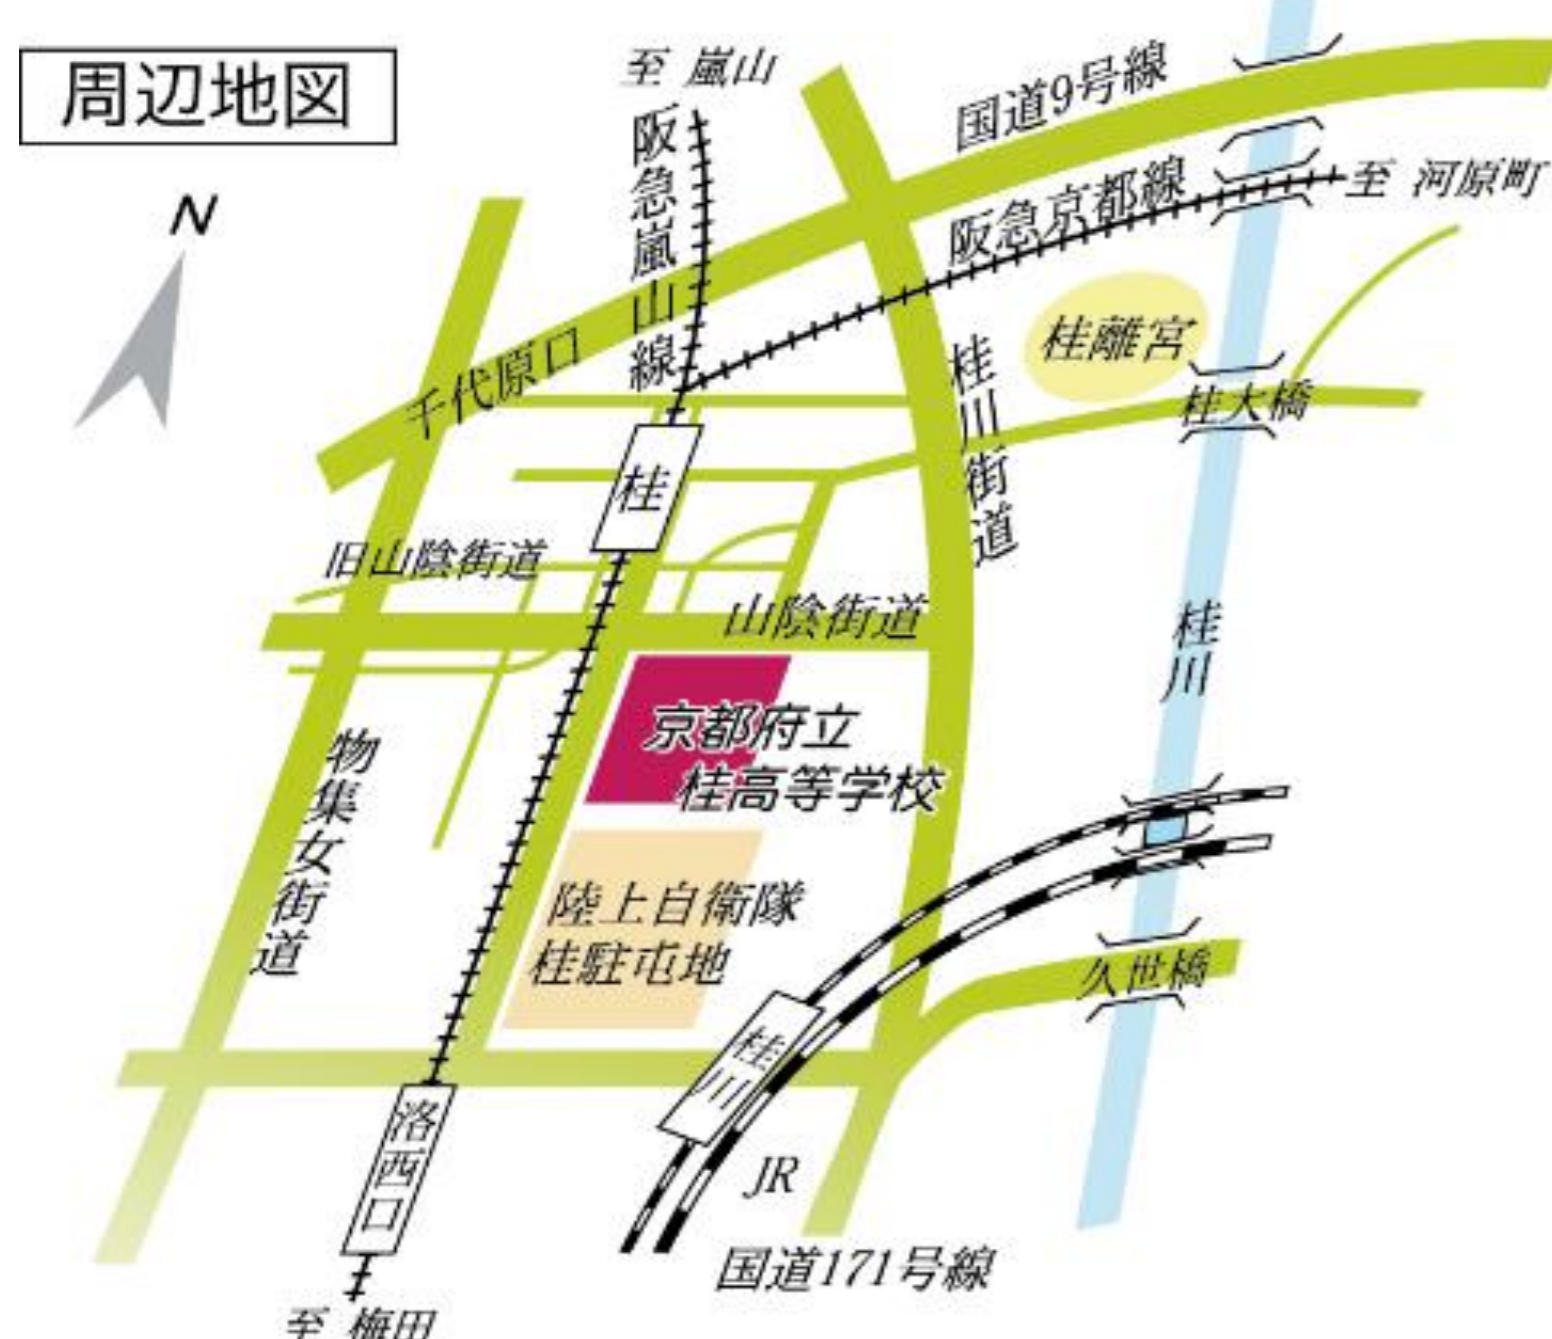 周辺地図
N
至 嵐山
阪急嵐山線
国道9号線
阪急京都線
至 河原町
千代原口
桂離宮
桂大橋
桂川街道
桂
旧山陰街道
山陰街道
桂川
京都府立
桂高等学校
物集女街道
陸上自衛隊
桂駐屯地
久世橋
桂川
洛西口
JR
国道171号線
至 梅田